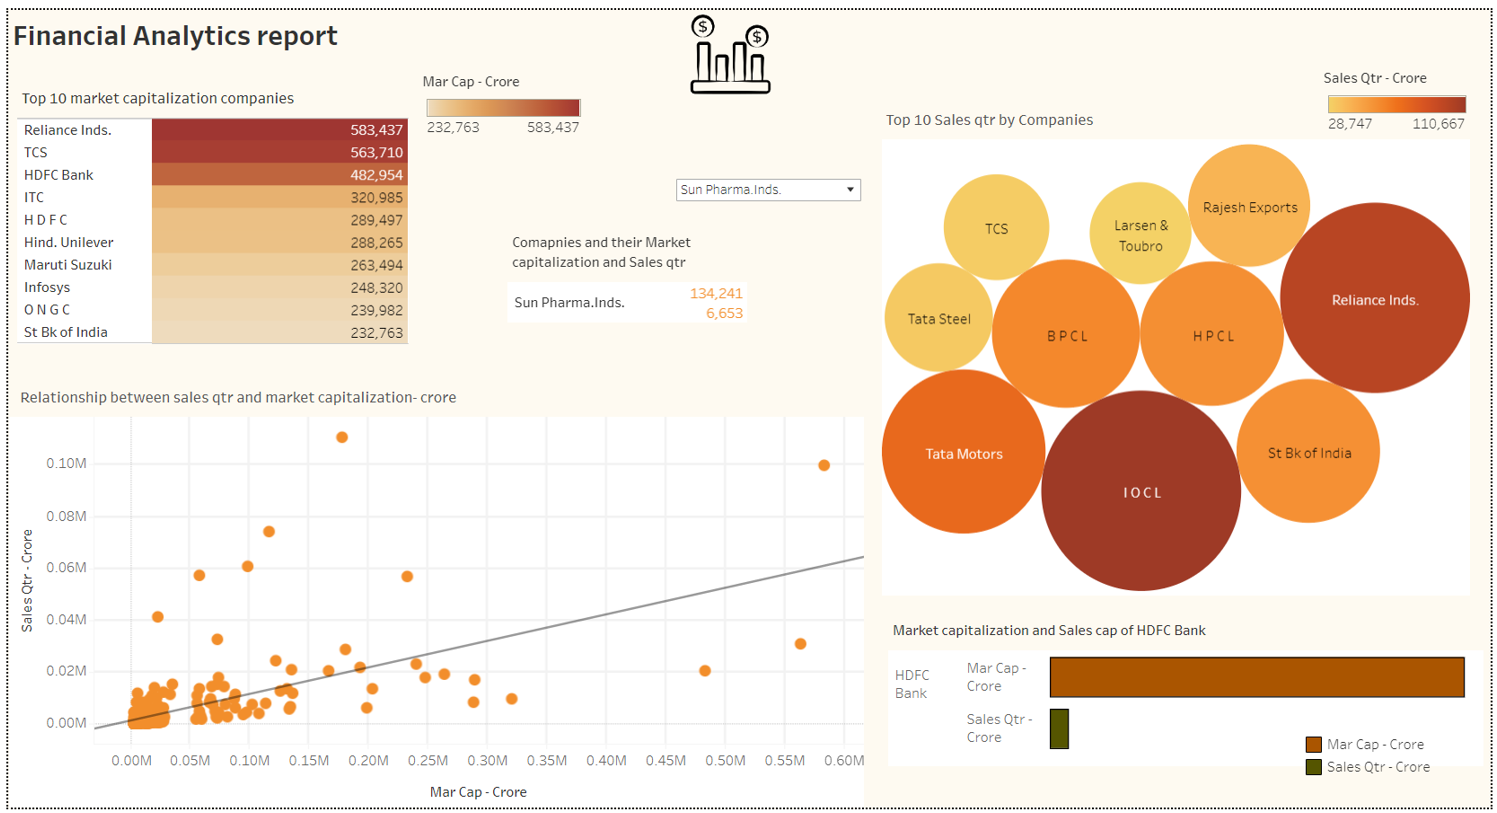 Financial Analytics report
$
$
Mar Cap - Crore
232,763 583,437
Top 10 market capitalization companies
Reliance Inds. 583,437
TCS 563,710
HDFC Bank 482,954
ITC 320,985
H D F C 289,497
Hind. Unilever 288,265
Maruti Suzuki 263,494
Infosys 248,320
O N G C 239,982
St Bk of India 232,763
Sun Pharma.Inds.
Comapnies and their Market
capitalization and Sales qtr
Sun Pharma.Inds.
134,241
6,653
Sales Qtr - Crore
28,747 110,667
Top 10 Sales qtr by Companies
TCS
Larsen &
Toubro
Rajesh Exports
Reliance Inds.
Tata Steel
B P C L
H P C L
Tata Motors
I O C L
St Bk of India
Relationship between sales qtr and market capitalization- crore
Sales Qtr - Crore
0.10M
0.08M
0.06M
0.04M
0.02M
0.00M
0.00M 0.05M 0.10M 0.15M 0.20M 0.25M 0.30M 0.35M 0.40M 0.45M 0.50M 0.55M 0.60M
Mar Cap - Crore
Market capitalization and Sales cap of HDFC Bank
HDFC
Bank
Mar Cap -
Crore
Sales Qtr -
Crore
Mar Cap - Crore
Sales Qtr - Crore